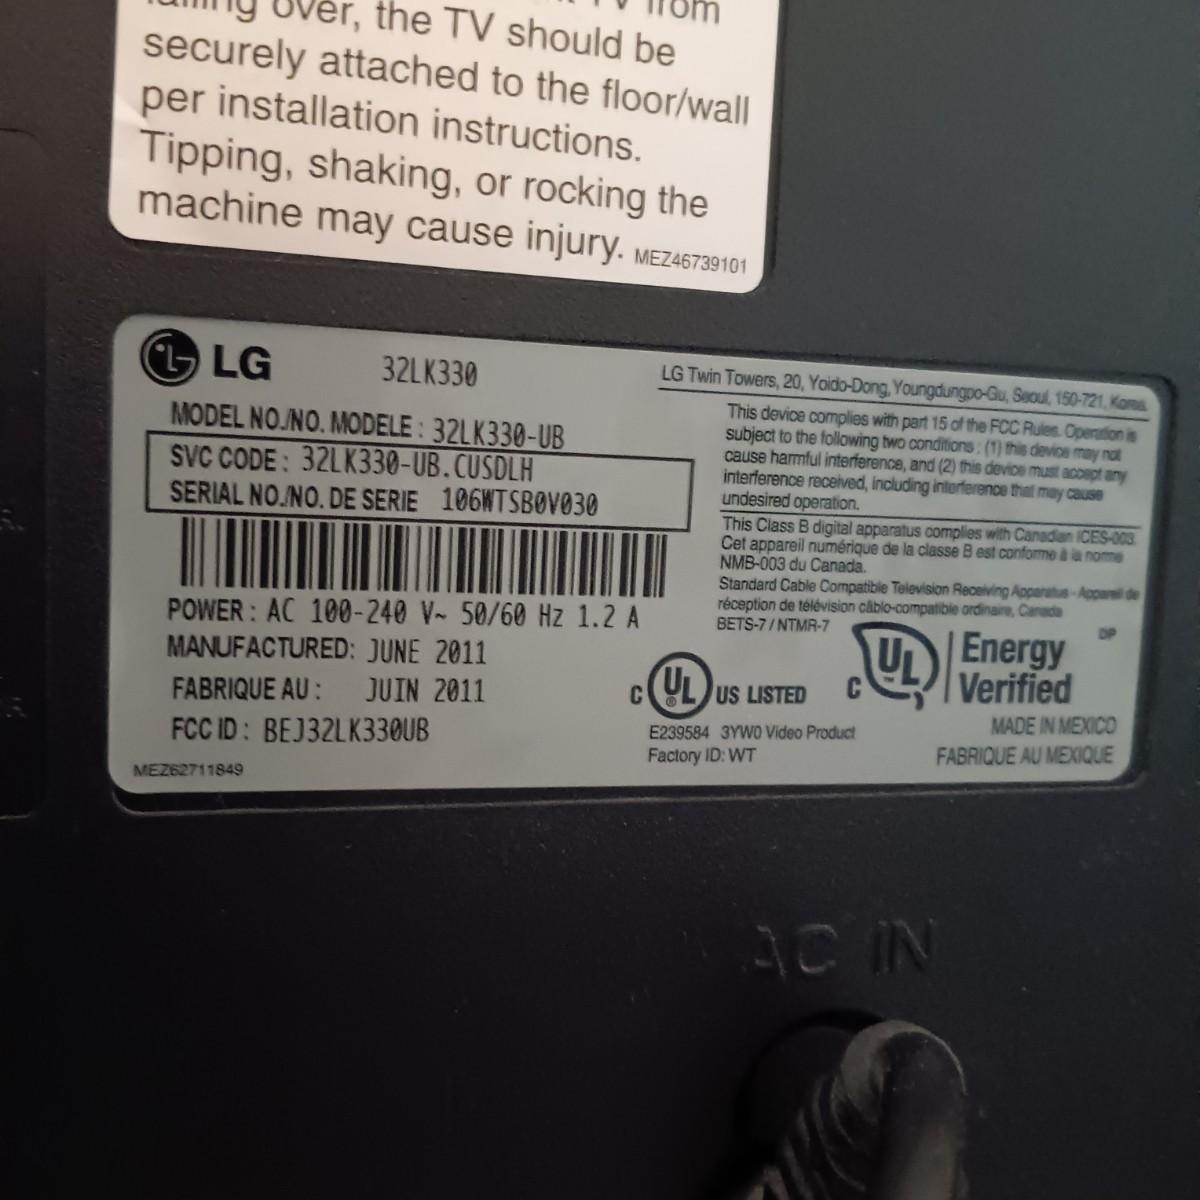 over, the TV should be
securely attached to the floor/wall
per installation instructions.
Tipping, shaking, or rocking the
machine may cause injury. MEZ46739101
LG 32LK330
MODEL NO./NO. MODELE : 32LK330-UB
SVC CODE : 32LK330-UB.CUSDLH
SERIAL NO./NO. DE SERIE 106WTSB0V030
POWER : AC 100-240 V~ 50/60 Hz 1.2 A
MANUFACTURED: JUNE 2011
FABRIQUE AU : JUIN 2011
FCC ID : BEJ32LK330UB
MEZ62711849
LG Twin Towers, 20, Yoido-Dong, Youngdungpo-Gu, Seoul, 150-721, Korea
This device complies with part 15 of the FCC Rules. Operation is
subject to the following two conditions : (1) this device may not
cause harmful interference, and (2) this device must accept any
interference received, including interference that may cause
undesired operation.
This Class B digital apparatus complies with Canadian ICES-003.
Cet appareil numérique de la classe B est conforme à la norme
NMB-003 du Canada.
Standard Cable Compatible Television Receiving Apparatus - Appareil de
réception de télévision câblo-compatible ordinaire, Canada
BETS-7 / NTMR-7
DP
C UL ® US LISTED
E239584 3YW0 Video Product
Factory ID: WT
C UL ™ Energy
Verified
MADE IN MEXICO
FABRIQUE AU MEXIQUE
AC IN